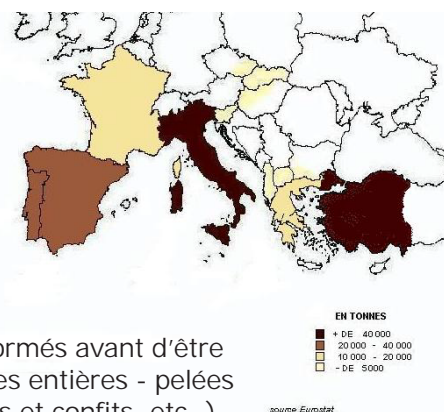 EN TONNES
+ DE 40 000
20 000 - 40 000
10 000 - 20 000
- DE 5000
ormés avant d'être
es entières - pelées
s et confits, etc...)
source Eurostat